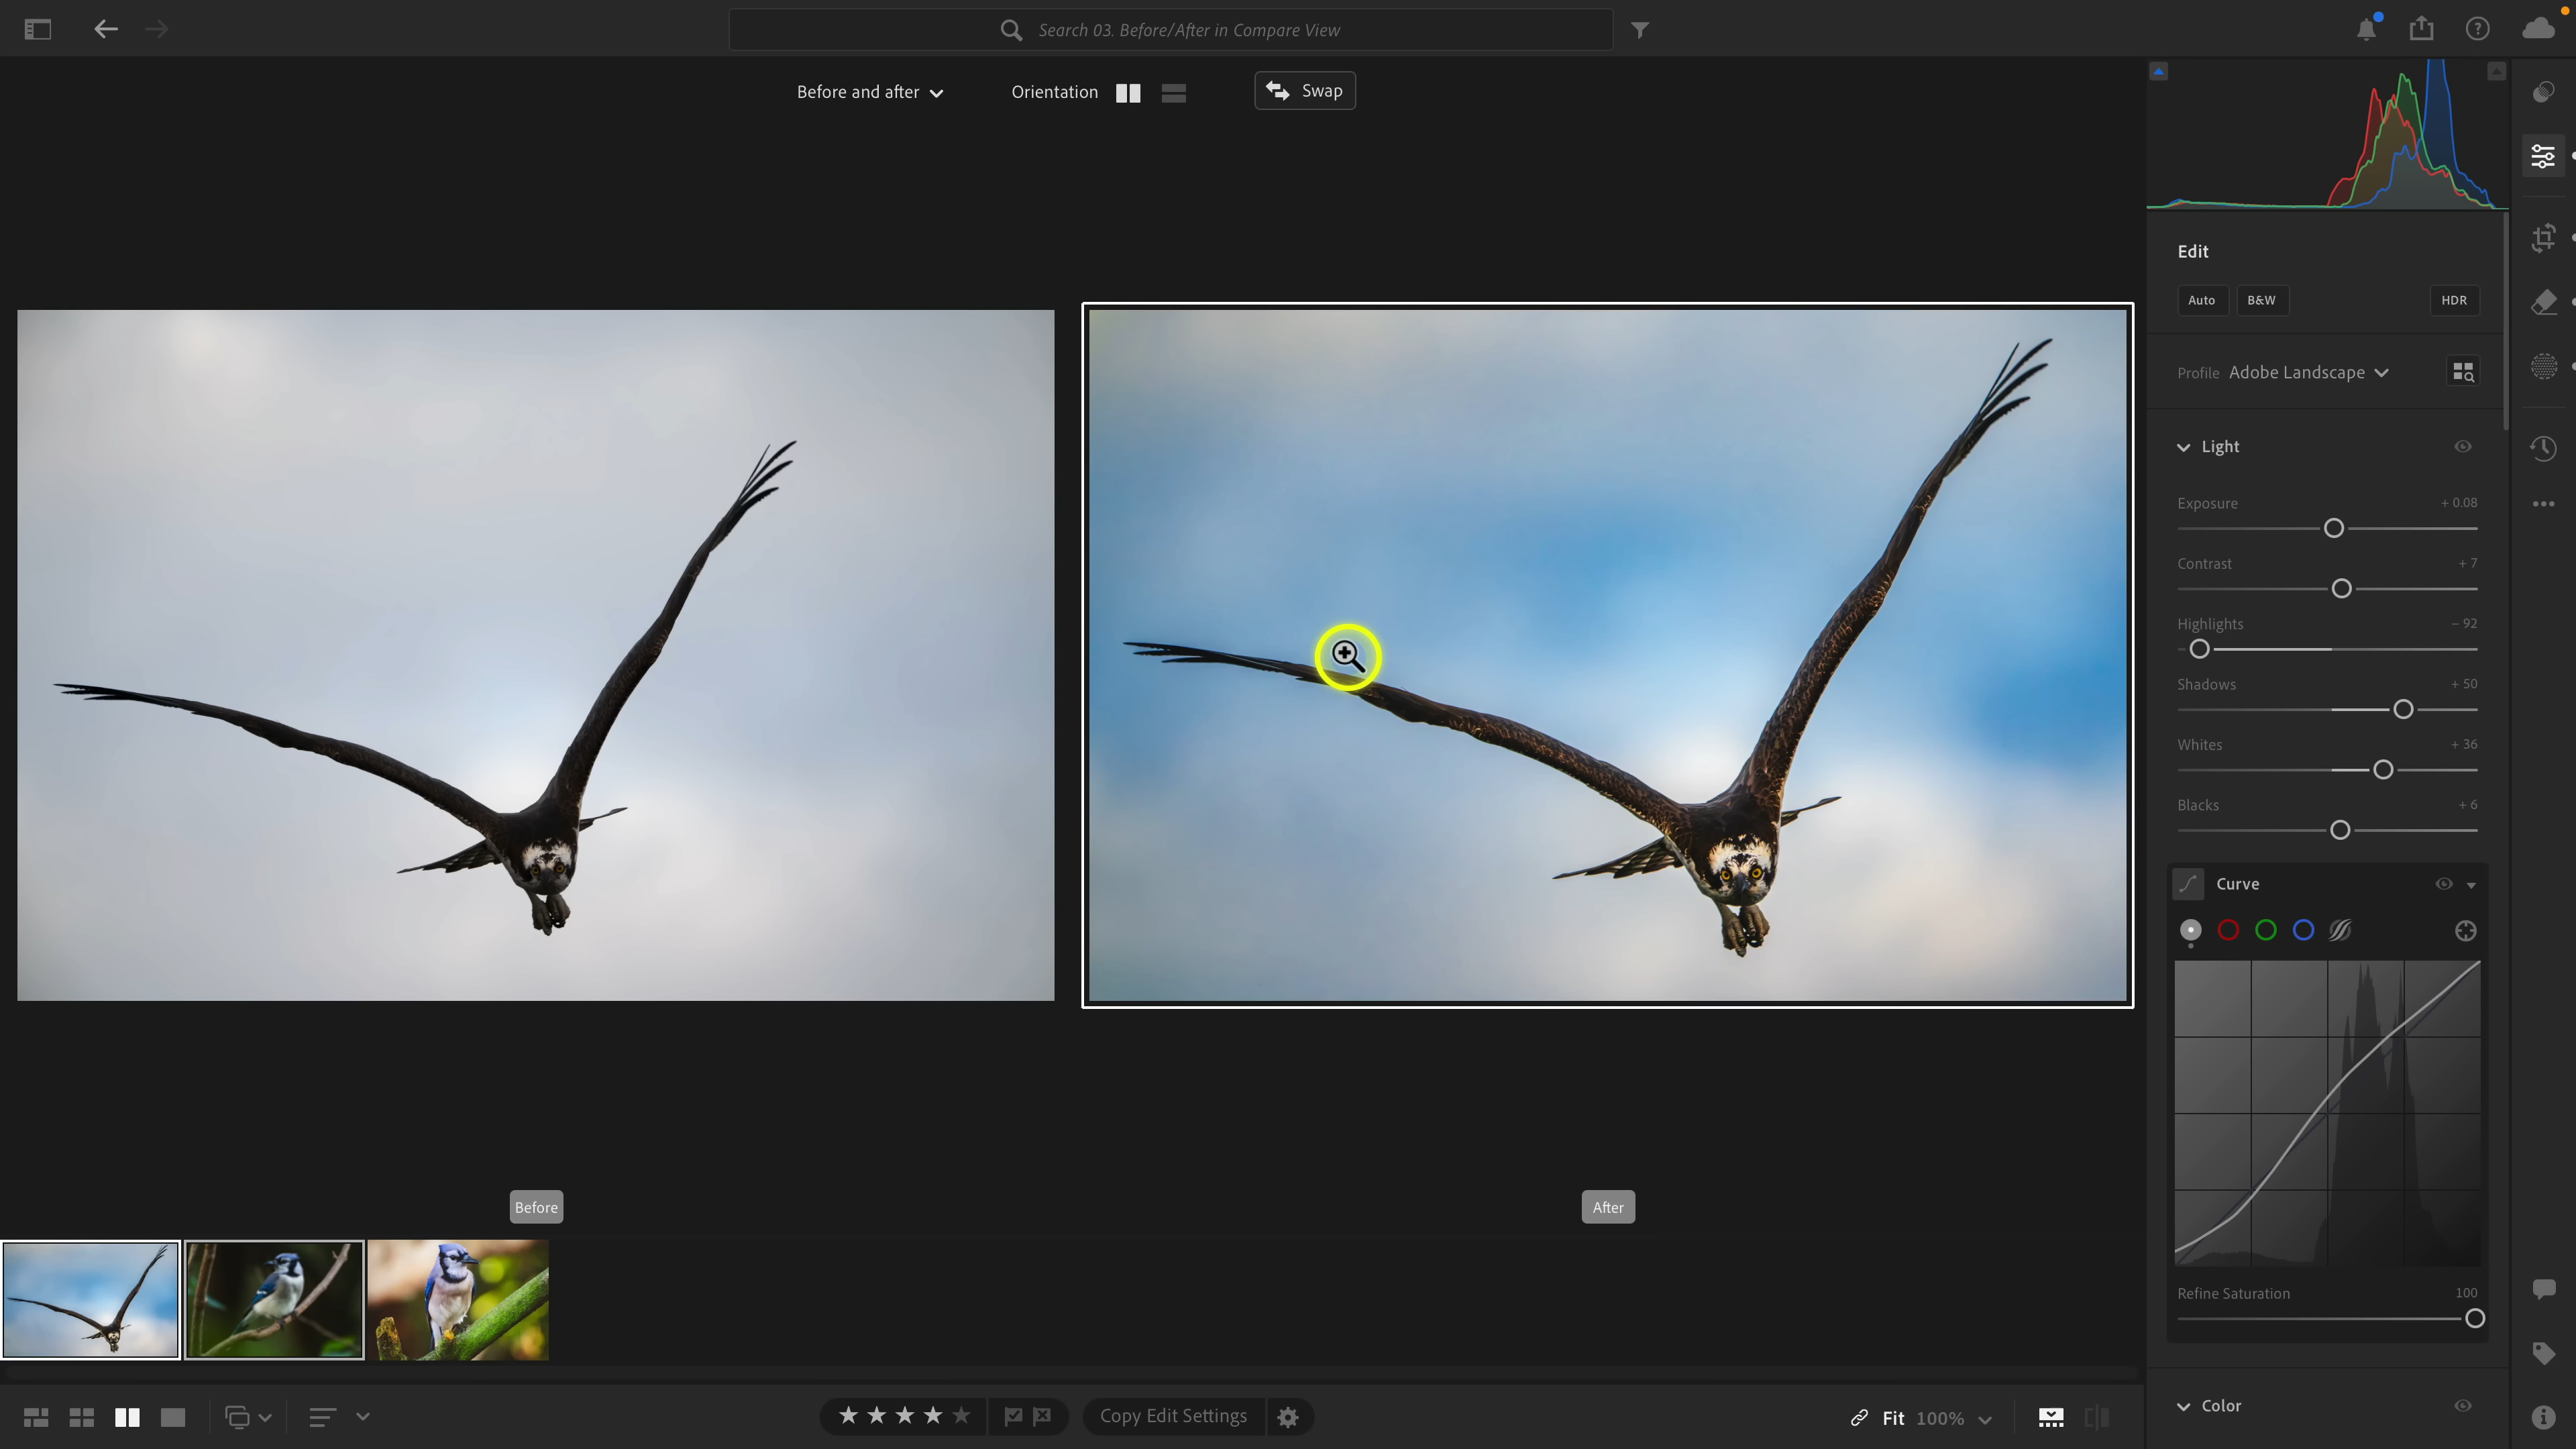 Search 03. Before/After in Compare View
Before and after
Orientation
Swap
Edit
Auto
B&W
HDR
Profile Adobe Landscape
Light
Exposure + 0.08
Contrast + 7
Highlights – 92
Shadows + 50
Whites + 36
Blacks + 6
Curve
Before
After
Refine Saturation 100
Copy Edit Settings
Fit 100%
Color